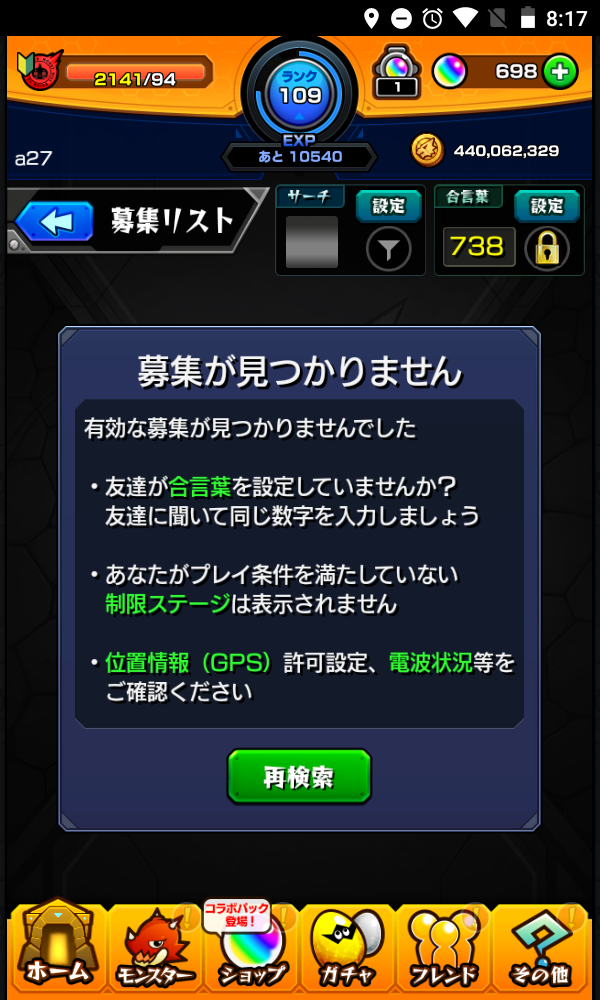 8:17
2141/94
ランク
109
1
698
EXP
あと 10540
a27
440,062,329
募集リスト
サーチ
設定
合言葉
設定
738
募集が見つかりません
有効な募集が見つかりませんでした
・友達が合言葉を設定していませんか?
友達に聞いて同じ数字を入力しましょう
・あなたがプレイ条件を満たしていない
制限ステージは表示されません
・位置情報（GPS）許可設定、電波状況等を
ご確認ください
再検索
コラボパック
登場！
ホーム
モンスター
ショップ
ガチャ
フレンド
その他